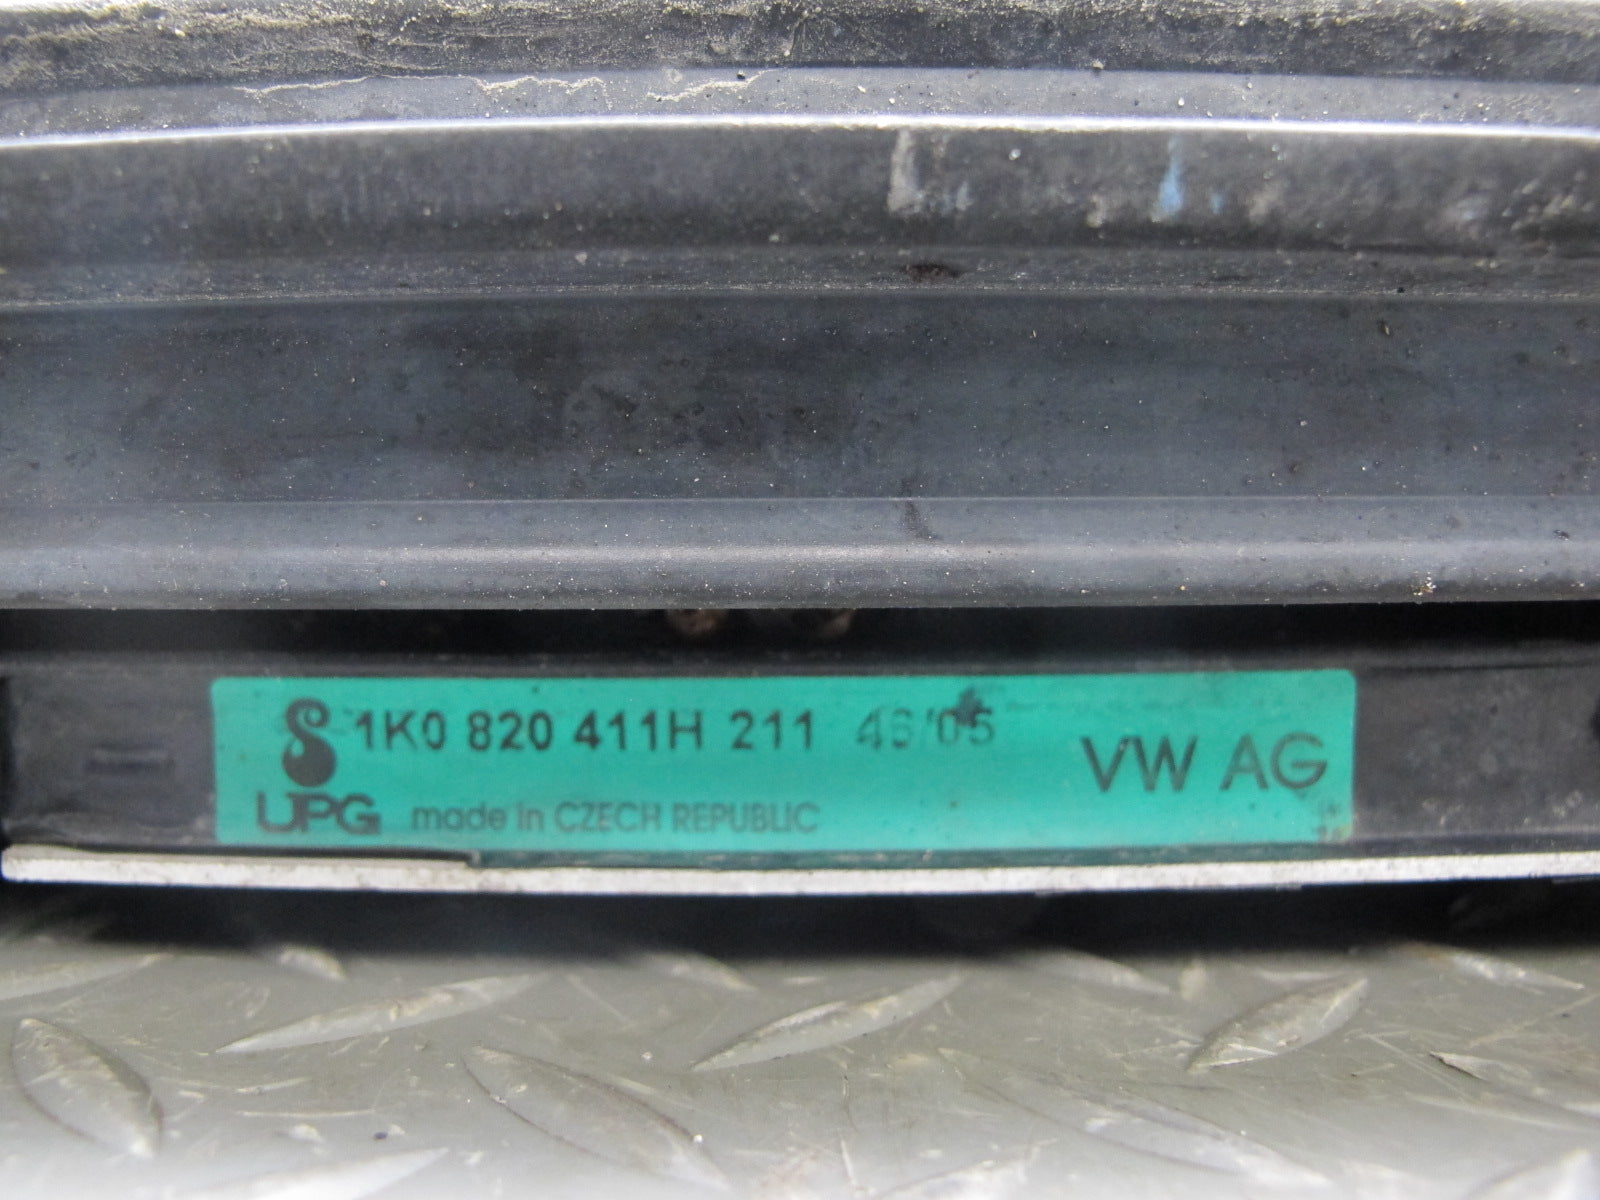 1K0 820 411H 211 46/05
VW AG
UPG made in CZECH REPUBLIC